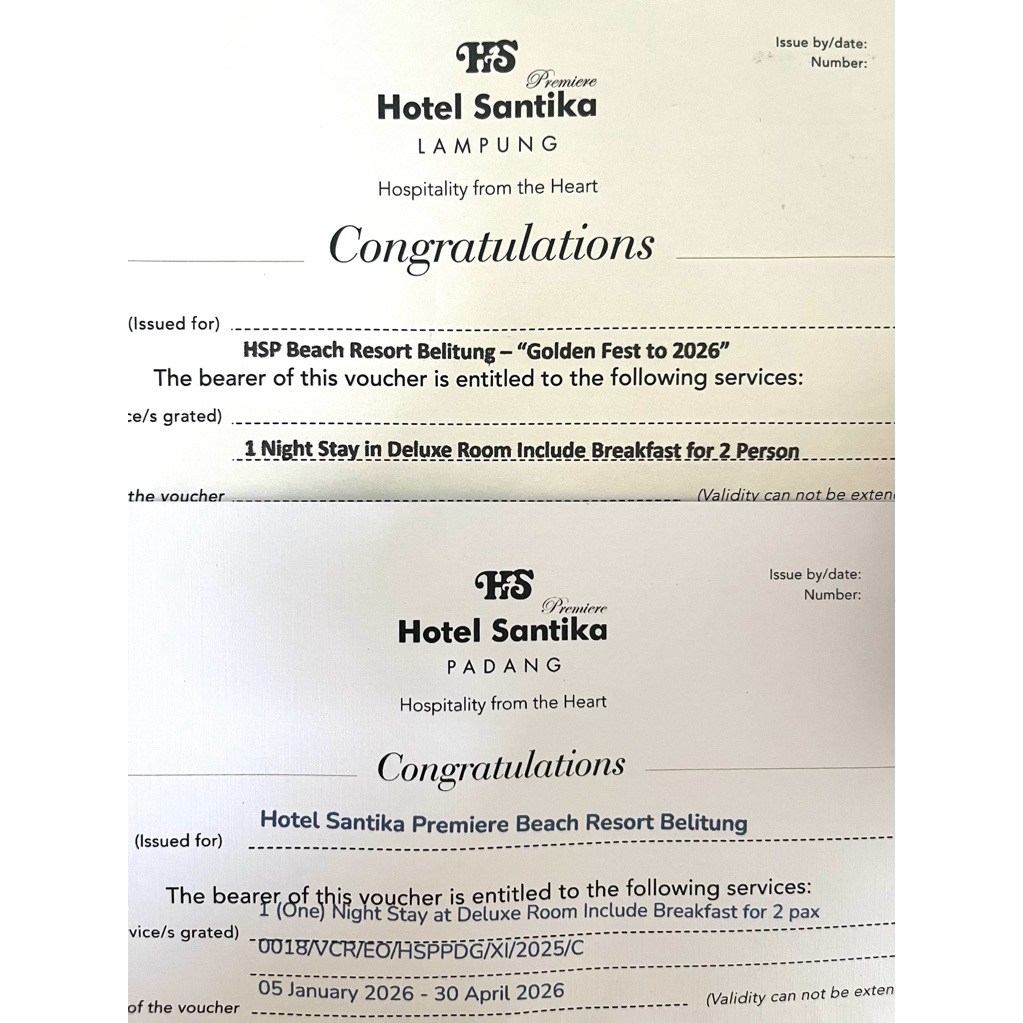 HS
Premiere
Hotel Santika
LAMPUNG
Hospitality from the Heart
Issue by/date:
Number:
Congratulations
(Issued for)
HSP Beach Resort Belitung – “Golden Fest to 2026”
The bearer of this voucher is entitled to the following services:
ce/s grated)
1 Night Stay in Deluxe Room Include Breakfast for 2 Person
the voucher (Validity can not be exten
HS
Premiere
Hotel Santika
PADANG
Hospitality from the Heart
Issue by/date:
Number:
Congratulations
Hotel Santika Premiere Beach Resort Belitung
(Issued for)
The bearer of this voucher is entitled to the following services:
1 (One) Night Stay at Deluxe Room Include Breakfast for 2 pax
vice/s grated)
0018/VCR/EO/HSPPDG/XI/2025/C
05 January 2026 - 30 April 2026
of the voucher (Validity can not be exten